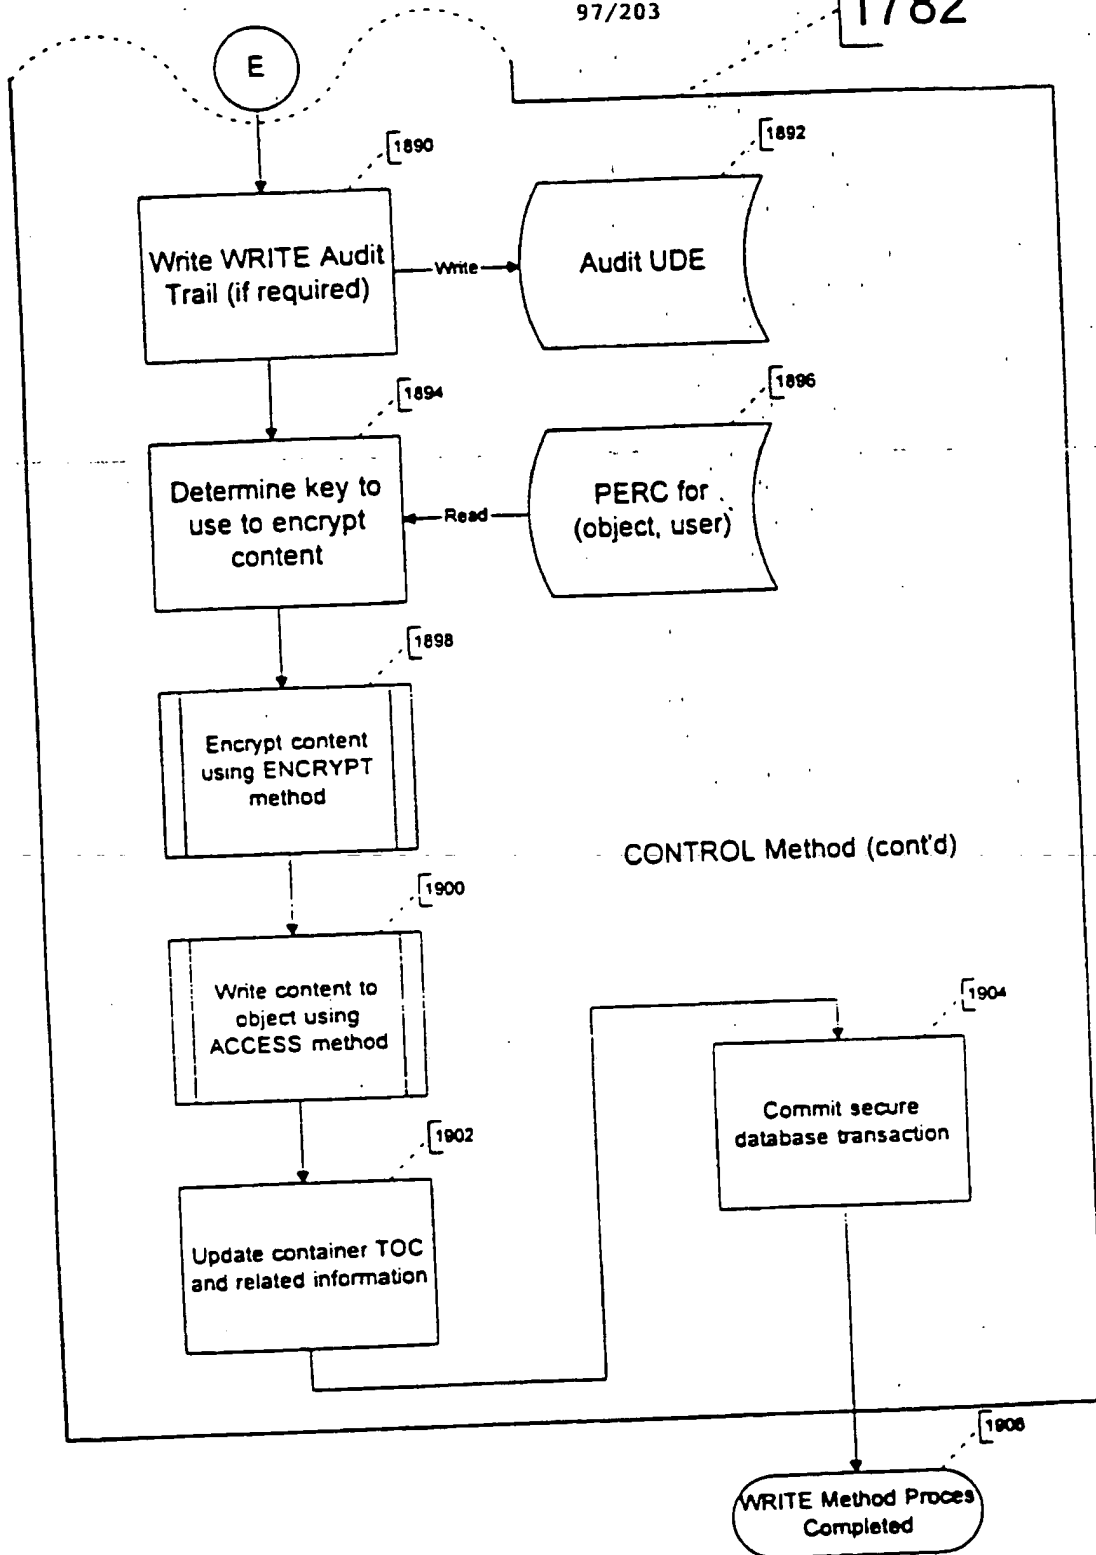 97/203
1782
E
1890
1892
Write WRITE Audit
Trail (if required)
Write
Audit UDE
1894
1896
Determine key to
use to encrypt
content
Read
PERC for
(object, user)
1898
Encrypt content
using ENCRYPT
method
CONTROL Method (cont'd)
1900
Write content to
object using
ACCESS method
1904
Commit secure
database transaction
1902
Update container TOC
and related information
1906
WRITE Method Proces
Completed